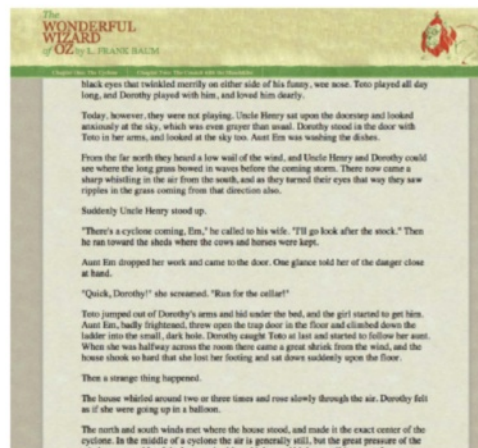 The
WONDERFUL
WIZARD
of OZ by L. FRANK BAUM
Chapter One: The Cyclone Chapter Two: The Council with the Munchkins
black eyes that twinkled merrily on either side of his funny, wee nose. Toto played all day
long, and Dorothy played with him, and loved him dearly.
Today, however, they were not playing. Uncle Henry sat upon the doorstep and looked
anxiously at the sky, which was even grayer than usual. Dorothy stood in the door with
Toto in her arms, and looked at the sky too. Aunt Em was washing the dishes.
From the far north they heard a low wail of the wind, and Uncle Henry and Dorothy could
see where the long grass bowed in waves before the coming storm. There now came a
sharp whistling in the air from the south, and as they turned their eyes that way they saw
ripples in the grass coming from that direction also.
Suddenly Uncle Henry stood up.
"There's a cyclone coming, Em," he called to his wife. "I'll go look after the stock." Then
he ran toward the sheds where the cows and horses were kept.
Aunt Em dropped her work and came to the door. One glance told her of the danger close
at hand.
"Quick, Dorothy!" she screamed. "Run for the cellar!"
Toto jumped out of Dorothy's arms and hid under the bed, and the girl started to get him.
Aunt Em, badly frightened, threw open the trap door in the floor and climbed down the
ladder into the small, dark hole. Dorothy caught Toto at last and started to follow her aunt.
When she was halfway across the room there came a great shriek from the wind, and the
house shook so hard that she lost her footing and sat down suddenly upon the floor.
Then a strange thing happened.
The house whirled around two or three times and rose slowly through the air. Dorothy felt
as if she were going up in a balloon.
The north and south winds met where the house stood, and made it the exact center of the
cyclone. In the middle of a cyclone the air is generally still, but the great pressure of the